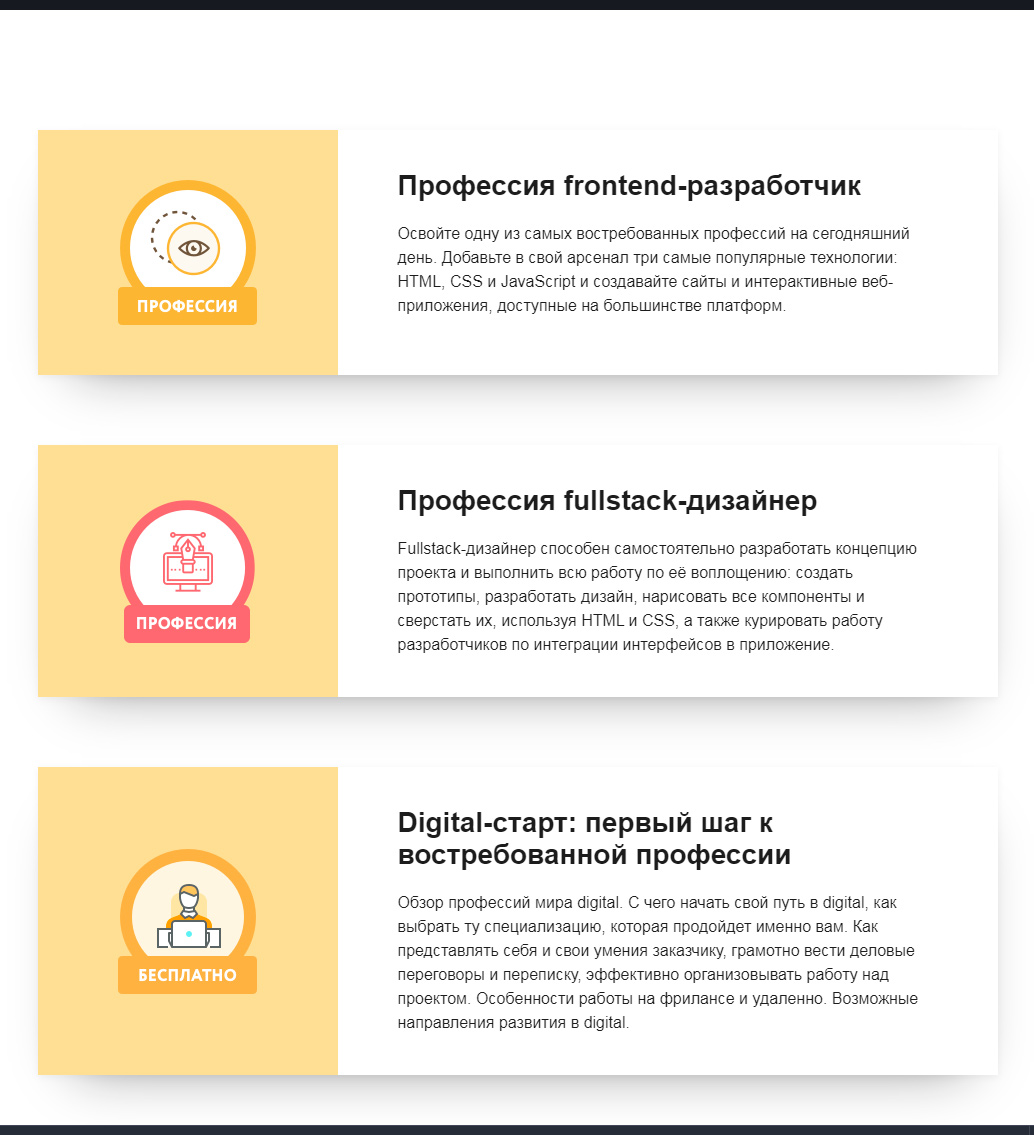 Профессия frontend-разработчик
Освойте одну из самых востребованных профессий на сегодняшний
день. Добавьте в свой арсенал три самые популярные технологии:
HTML, CSS и JavaScript и создавайте сайты и интерактивные веб-
приложения, доступные на большинстве платформ.
ПРОФЕССИЯ
Профессия fullstack-дизайнер
Fullstack-дизайнер способен самостоятельно разработать концепцию
проекта и выполнить всю работу по её воплощению: создать
прототипы, разработать дизайн, нарисовать все компоненты и
сверстать их, используя HTML и CSS, а также курировать работу
разработчиков по интеграции интерфейсов в приложение.
ПРОФЕССИЯ
Digital-старт: первый шаг к
востребованной профессии
Обзор профессий мира digital. С чего начать свой путь в digital, как
выбрать ту специализацию, которая продойдет именно вам. Как
представлять себя и свои умения заказчику, грамотно вести деловые
переговоры и переписку, эффективно организовывать работу над
проектом. Особенности работы на фрилансе и удаленно. Возможные
направления развития в digital.
БЕСПЛАТНО